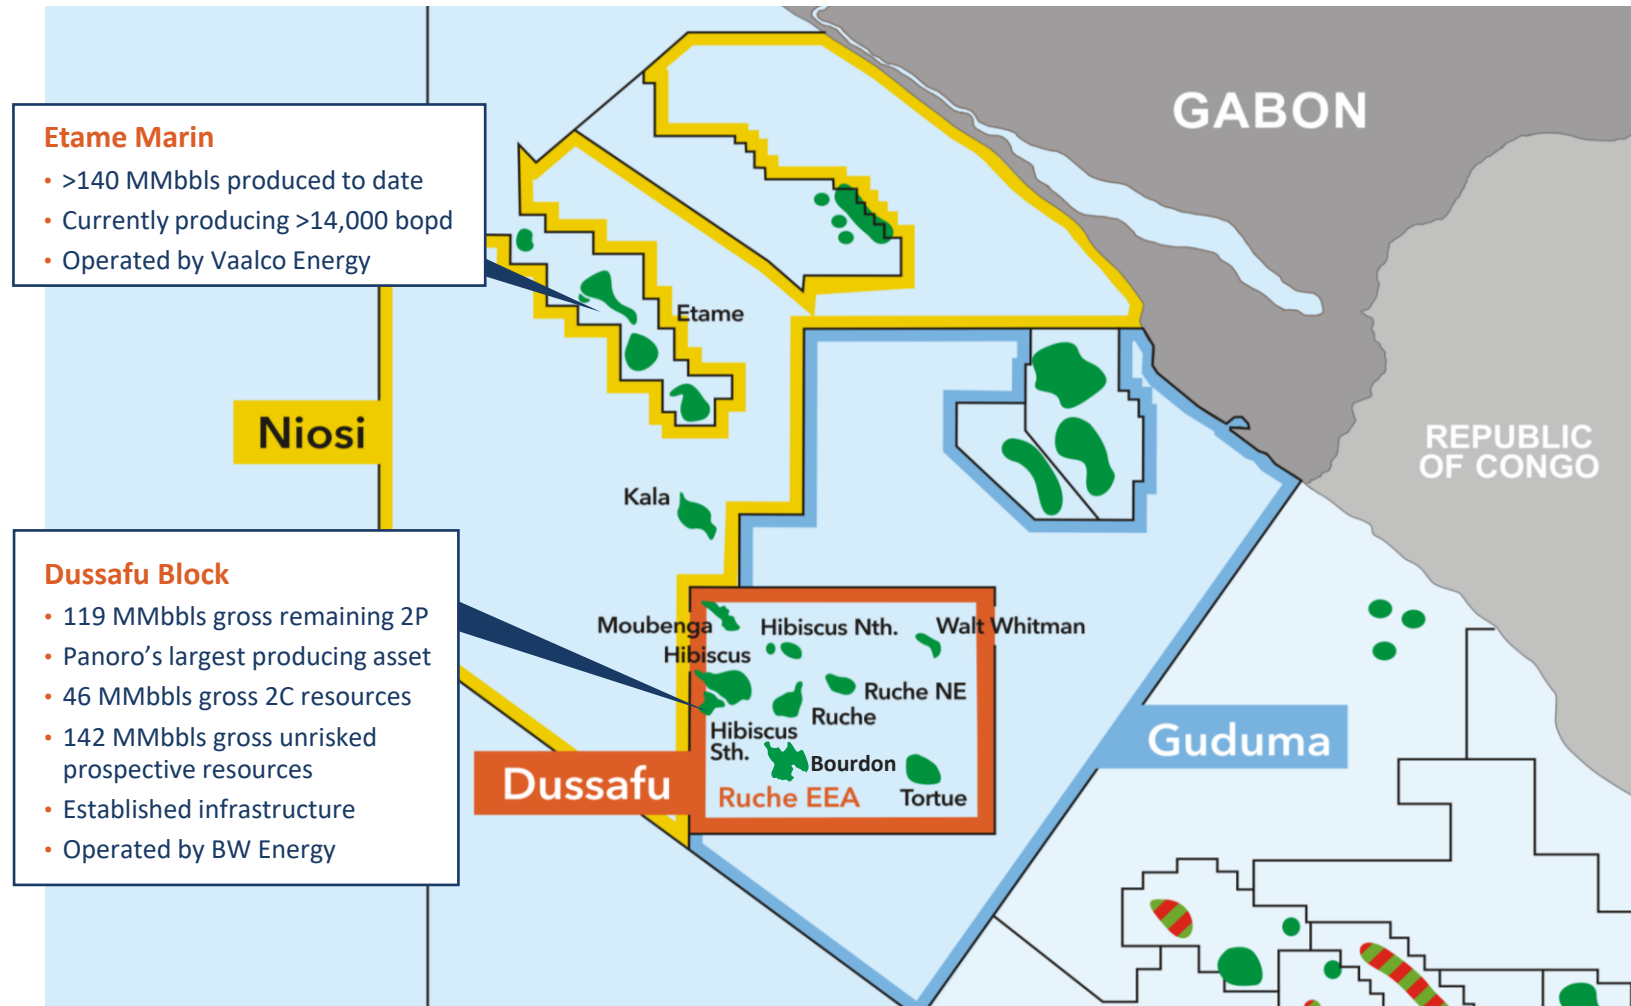 GABON
Etame Marin
• >140 MMbbls produced to date
• Currently producing >14,000 bopd
• Operated by Vaalco Energy
Etame
Niosi
REPUBLIC
OF CONGO
Kala
Dussafu Block
• 119 MMbbls gross remaining 2P
• Panoro’s largest producing asset
• 46 MMbbls gross 2C resources
• 142 MMbbls gross unrisked
prospective resources
• Established infrastructure
• Operated by BW Energy
Moubenga
Hibiscus Nth.
Walt Whitman
Hibiscus
Ruche NE
Ruche
Hibiscus
Sth.
Bourdon
Guduma
Dussafu
Ruche EEA
Tortue